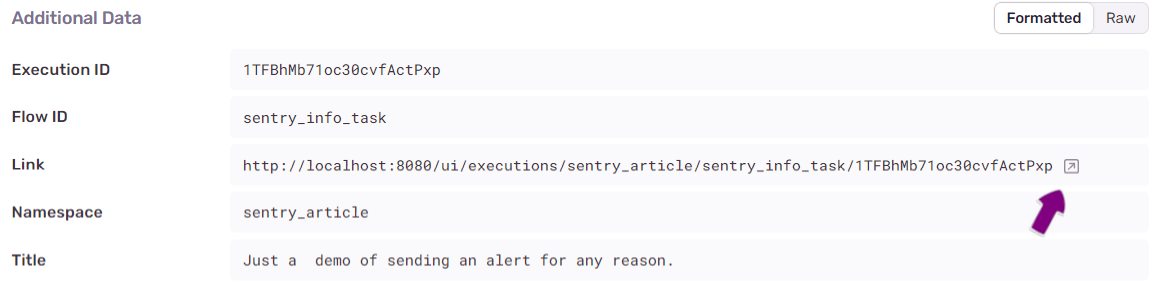 Additional Data
Formatted Raw
Execution ID 1TFBhMb71oc30cvfActPxp
Flow ID sentry_info_task
Link http://localhost:8080/ui/executions/sentry_article/sentry_info_task/1TFBhMb71oc30cvfActPxp
Namespace sentry_article
Title Just a  demo of sending an alert for any reason.